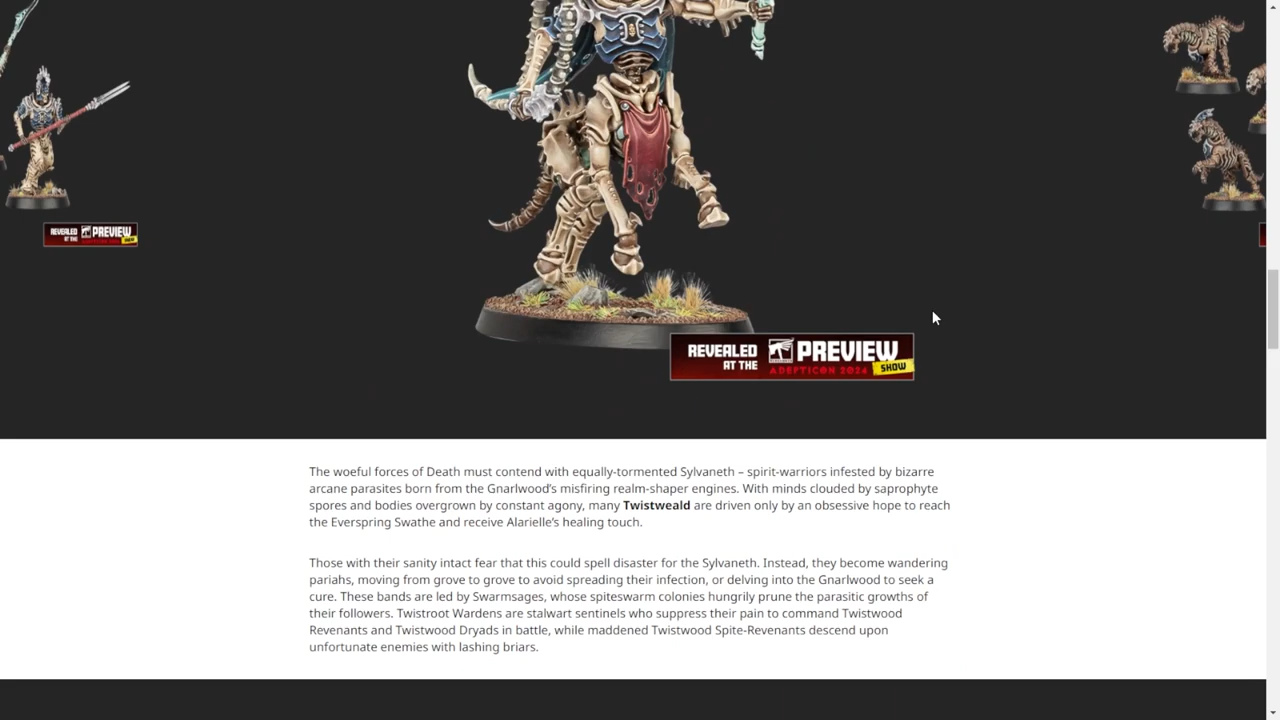 REVEALED
AT THE
PREVIEW
SHOW
REVEALED
AT THE
PREVIEW
ADEPTICON 2024
SHOW
The woeful forces of Death must contend with equally-tormented Sylvaneth – spirit-warriors infested by bizarre
arcane parasites born from the Gnarlwood's misfiring realm-shaper engines. With minds clouded by saprophyte
spores and bodies overgrown by constant agony, many Twistweald are driven only by an obsessive hope to reach
the Everspring Swathe and receive Alarielle's healing touch.
Those with their sanity intact fear that this could spell disaster for the Sylvaneth. Instead, they become wandering
pariahs, moving from grove to grove to avoid spreading their infection, or delving into the Gnarlwood to seek a
cure. These bands are led by Swarmsages, whose spiteswarm colonies hungrily prune the parasitic growths of
their followers. Twistroot Wardens are stalwart sentinels who suppress their pain to command Twistwood
Revenants and Twistwood Dryads in battle, while maddened Twistwood Spite-Revenants descend upon
unfortunate enemies with lashing briars.